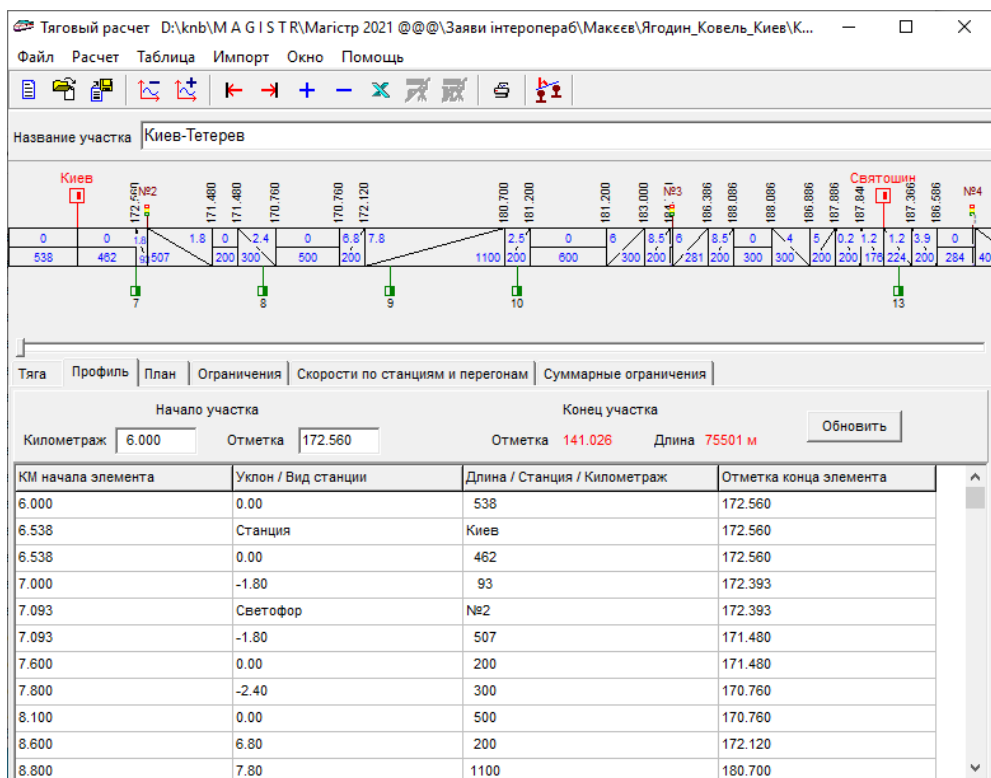 Тяговый расчет D:\knb\M A G I S T R\Магістр 2021 @@@\Заяви інтероперабів\Макєєв\Ягодин_Ковель_Киев\К...
Файл Расчет Таблица Импорт Окно Помощь
Название участка Киев-Тетерев
Киев Святошин
№2 №3 №4
171.480 171.480 170.760 170.760 172.120 180.700 181.200 181.200 183.000 186.386 188.086 188.086 186.886 187.886 187.366 186.586
0 0 1.8 1.8 0 2.4 0 6.8 7.8 2.5 0 6 8.5 6 8.5 0 4 5 0.2 1.2 1.2 3.9 0
538 462 93 507 200 300 500 200 1100 200 600 300 200 281 200 300 300 200 200 176 224 200 284 40
7 8 9 10 13
Тяга Профиль План Ограничения Скорости по станциям и перегонам Суммарные ограничения
Начало участка Конец участка
Километраж 6.000 Отметка 172.560 Отметка 141.026 Длина 75501 м Обновить
КМ начала элемента Уклон / Вид станции Длина / Станция / Километраж Отметка конца элемента
6.000 0.00 538 172.560
6.538 Станция Киев 172.560
6.538 0.00 462 172.560
7.000 -1.80 93 172.393
7.093 Светофор №2 172.393
7.093 -1.80 507 171.480
7.600 0.00 200 171.480
7.800 -2.40 300 170.760
8.100 0.00 500 170.760
8.600 6.80 200 172.120
8.800 7.80 1100 180.700